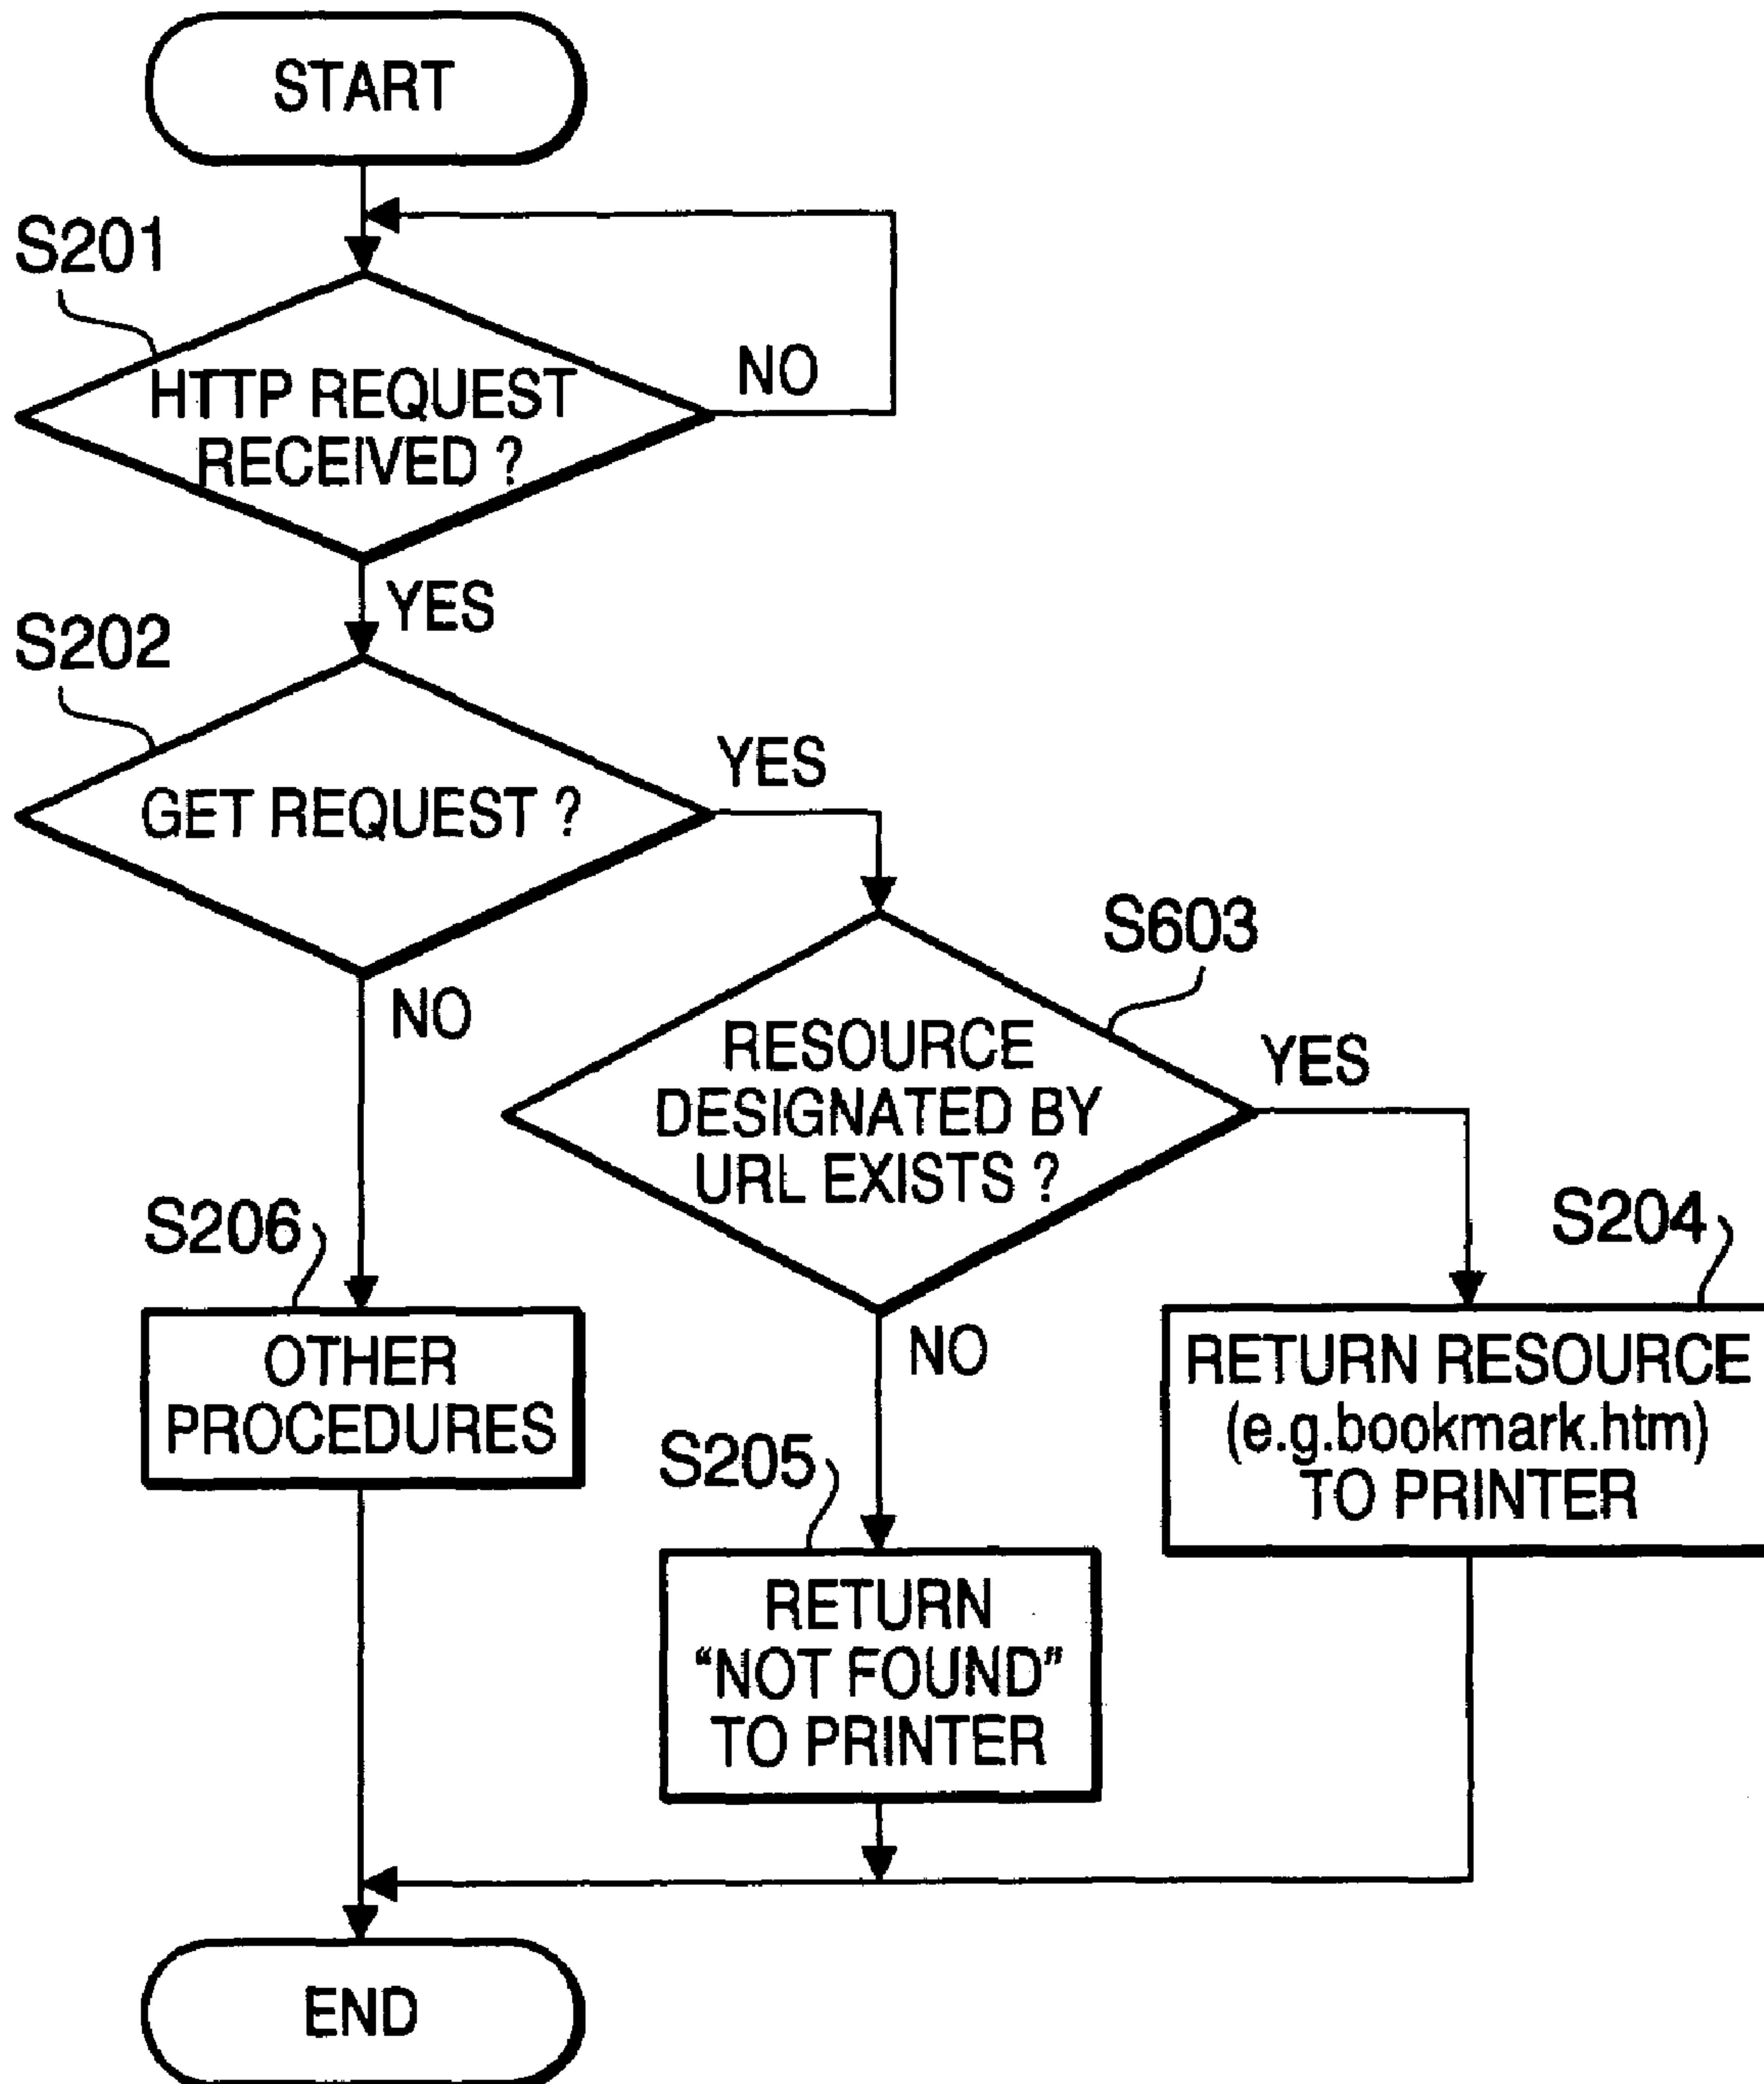 START
S201
HTTP REQUEST
RECEIVED ?
NO
YES
S202
GET REQUEST ?
YES
NO
S603
RESOURCE
DESIGNATED BY
URL EXISTS ?
YES
NO
S206
OTHER
PROCEDURES
S204
RETURN RESOURCE
(e.g.bookmark.htm)
TO PRINTER
S205
RETURN
“NOT FOUND”
TO PRINTER
END